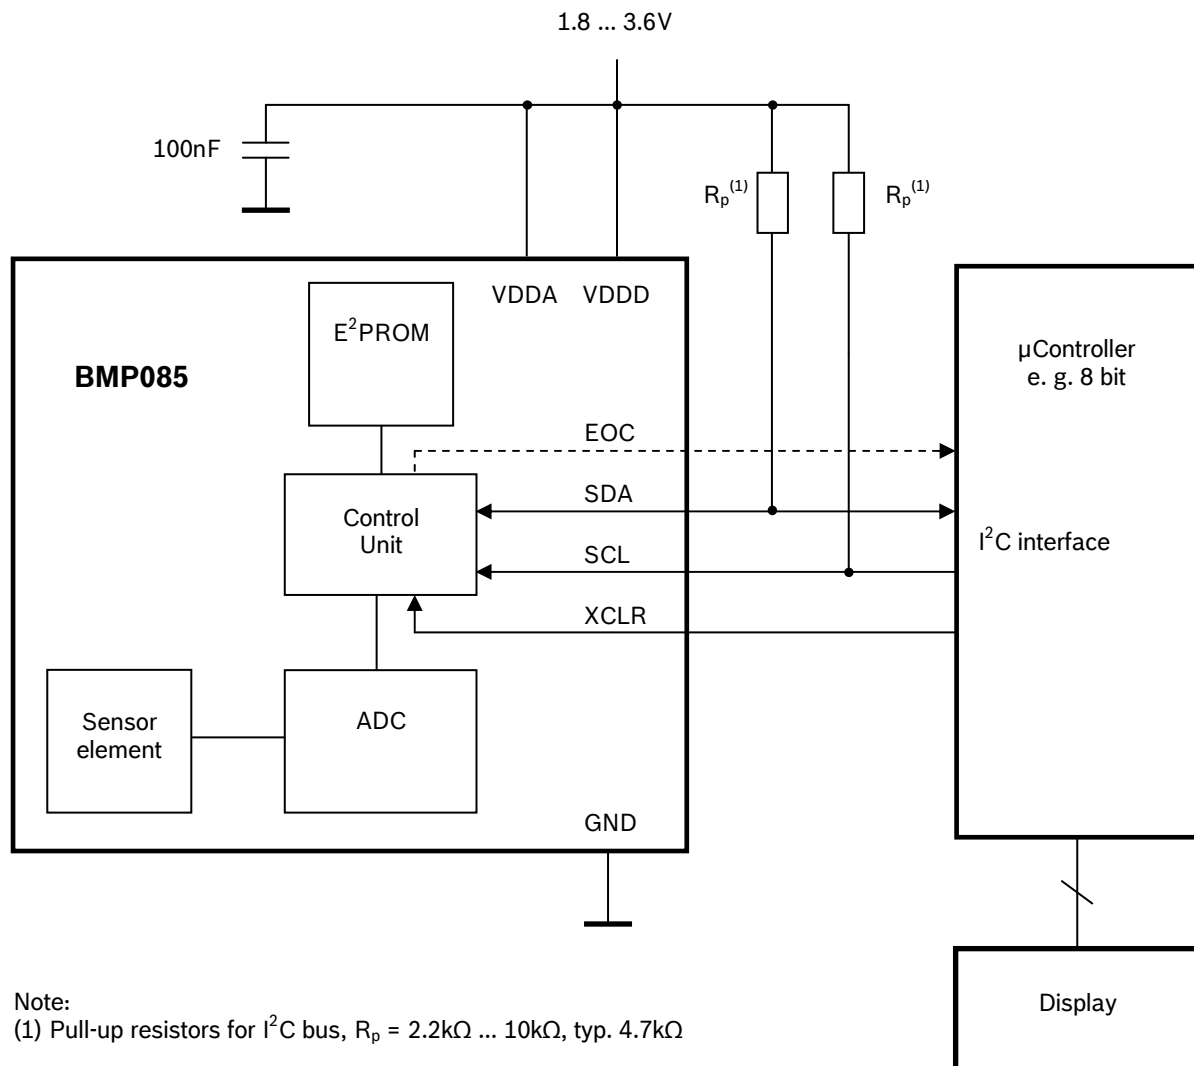 1.8 ... 3.6V
100nF
Rp(1)
Rp(1)
VDDA
VDDD
E2PROM
BMP085
µController
e. g. 8 bit
EOC
SDA
Control
Unit
I2C interface
SCL
XCLR
Sensor
element
ADC
GND
Display
Note:
(1) Pull-up resistors for I2C bus, Rp = 2.2kΩ ... 10kΩ, typ. 4.7kΩ